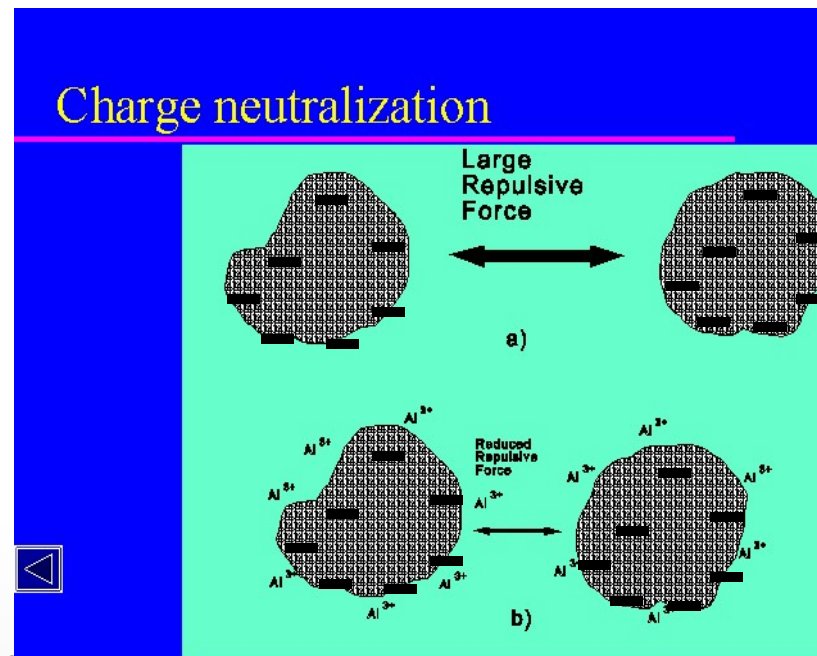 Charge neutralization
Large
Repulsive
Force
a)
Al 3+
Al 3+
Al 3+
Reduced
Repulsive
Force
Al 3+
Al 3+
Al 3+
Al 3+
Al 3+
Al 3+
Al 3+
Al 3+
Al 3+
Al 3
Al 3
b)